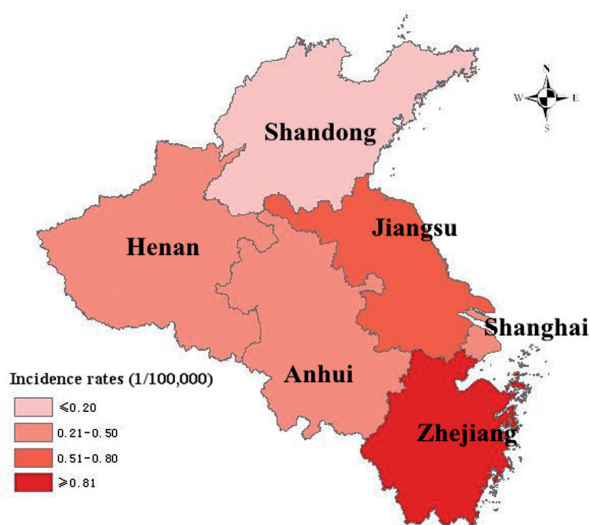 N
W E
S
Shandong
Jiangsu
Henan
Shanghai
Anhui
Zhejiang
Incidence rates (1/100,000)
≤0.20
0.21-0.50
0.51-0.80
≥0.81